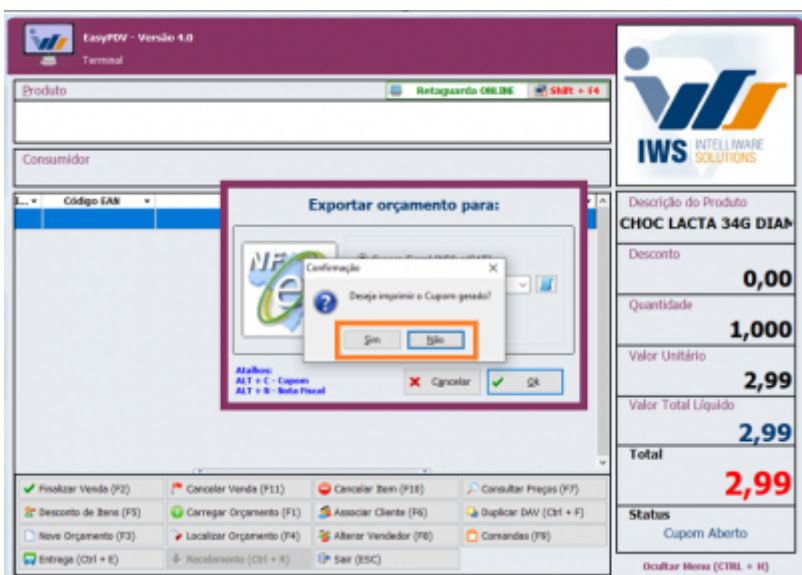 EasyPDV - Versão 4.0
Terminal
Produto
Retaguarda ONLINE
Shift + F4
Consumidor
IWS INTELLIWARE SOLUTIONS
Código EAN
Exportar orçamento para:
NF
e
Confirmação
Deseja imprimir o Cupom gerado?
Sim
Não
Atalhos:
ALT + C - Cupom
ALT + N - Nota Fiscal
Cancelar
Ok
Descrição do Produto
CHOC LACTA 34G DIAM
Desconto
0,00
Quantidade
1,000
Valor Unitário
2,99
Valor Total Líquido
2,99
Total
2,99
Status
Cupom Aberto
Ocultar Menu (CTRL + H)
Finalizar Venda (F2)
Cancelar Venda (F11)
Cancelar Item (F10)
Consultar Preços (F7)
Desconto de Itens (F5)
Carregar Orçamento (F1)
Associar Cliente (F6)
Duplicar DAV (Ctrl + F)
Novo Orçamento (F3)
Localizar Orçamento (F4)
Alterar Vendedor (F8)
Comandas (F9)
Entrega (Ctrl + E)
Recebimento (Ctrl + R)
Sair (ESC)